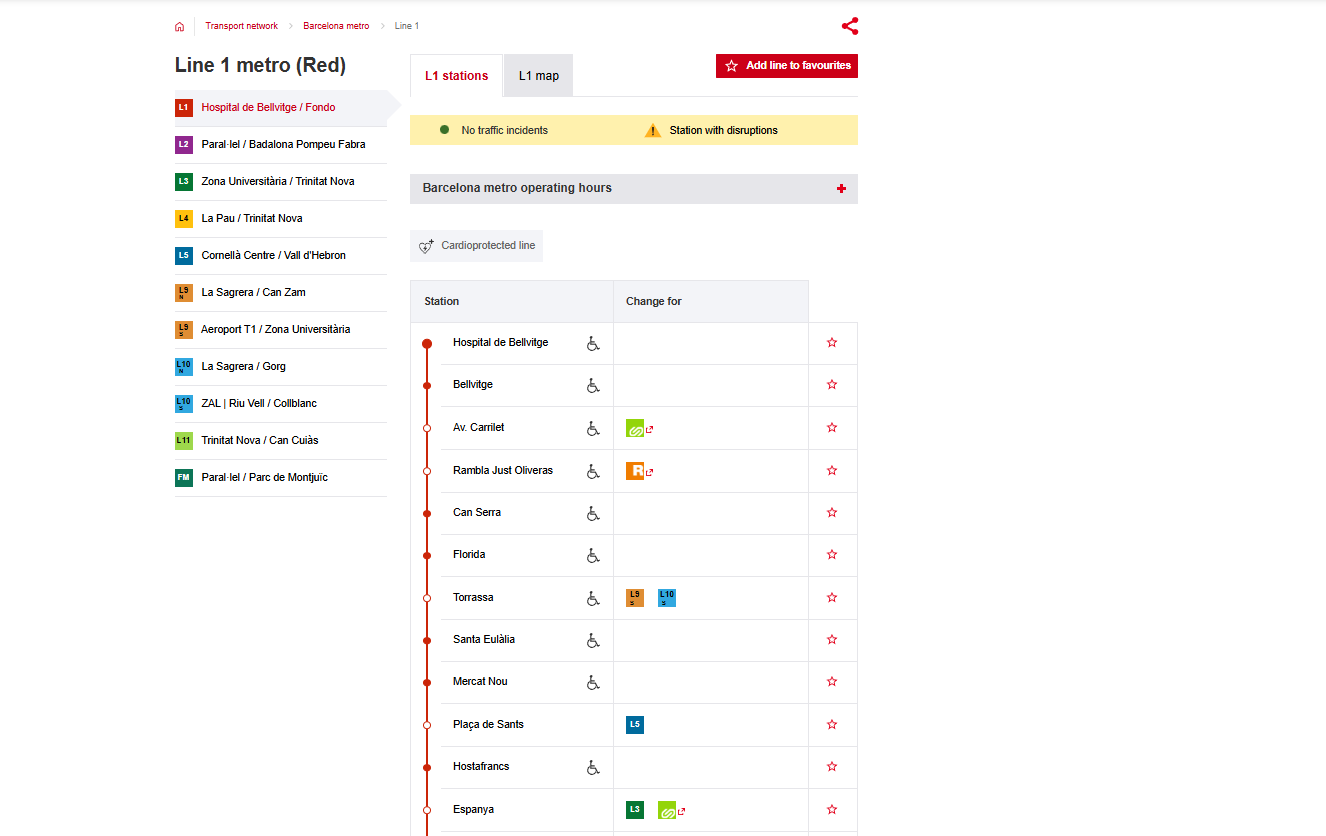 Transport network
Barcelona metro
Line 1
Line 1 metro (Red)
L1 Hospital de Bellvitge / Fondo
L2 Paral·lel / Badalona Pompeu Fabra
L3 Zona Universitària / Trinitat Nova
L4 La Pau / Trinitat Nova
L5 Cornellà Centre / Vall d'Hebron
L9 N La Sagrera / Can Zam
L9 S Aeroport T1 / Zona Universitària
L10 N La Sagrera / Gorg
L10 S ZAL | Riu Vell / Collblanc
L11 Trinitat Nova / Can Cuiàs
FM Paral·lel / Parc de Montjuïc
L1 stations
L1 map
Add line to favourites
No traffic incidents
Station with disruptions
Barcelona metro operating hours
Cardioprotected line
Station Change for
Hospital de Bellvitge
Bellvitge
Av. Carrilet
Rambla Just Oliveras R
Can Serra
Florida
Torrassa L9 S L10 S
Santa Eulàlia
Mercat Nou
Plaça de Sants L5
Hostafrancs
Espanya L3